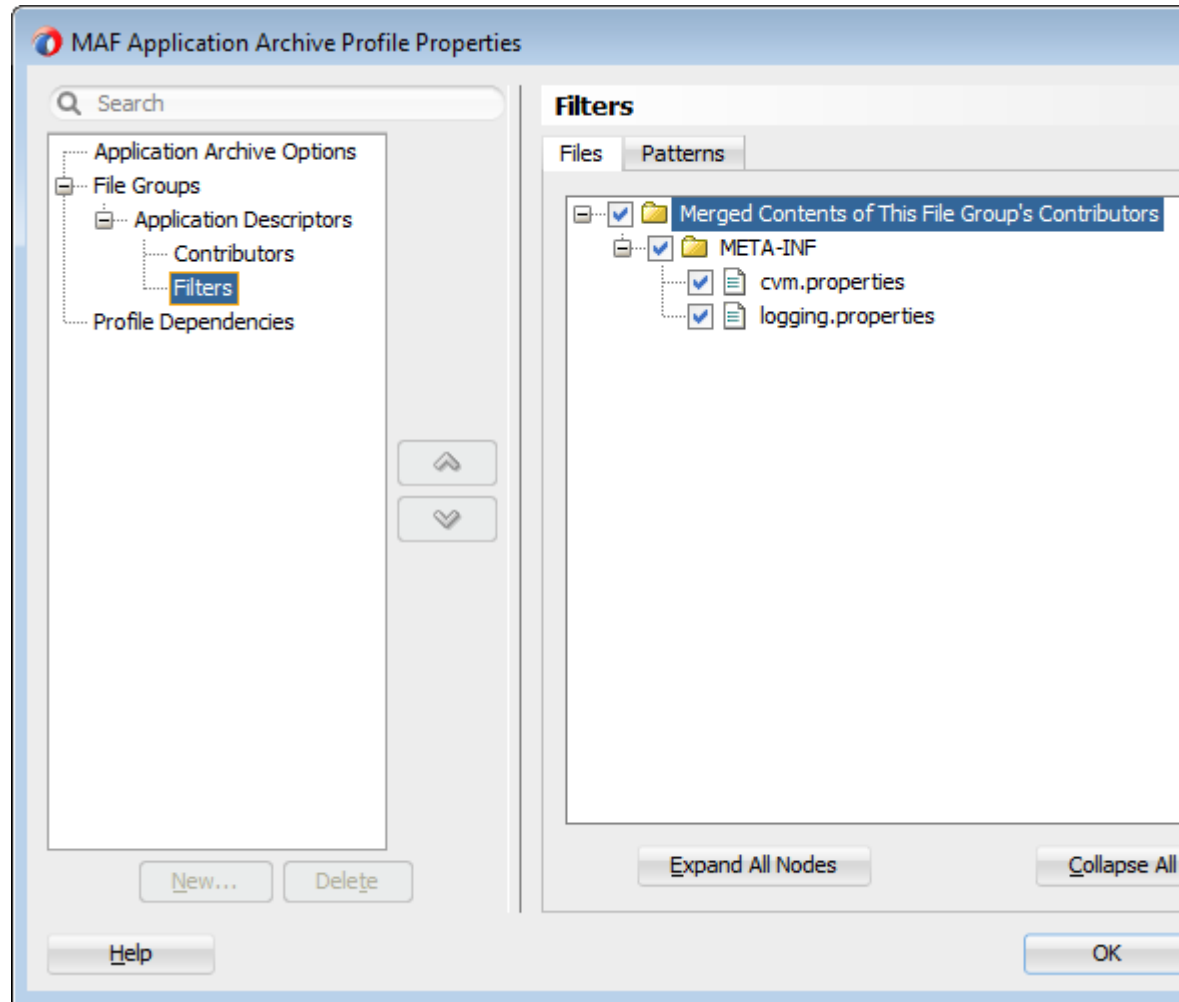 MAF Application Archive Profile Properties
Search
Application Archive Options
File Groups
Application Descriptors
Contributors
Filters
Profile Dependencies
New...
Delete
Help
Filters
Files
Patterns
Merged Contents of This File Group's Contributors
META-INF
cvm.properties
logging.properties
Expand All Nodes
Collapse All
OK